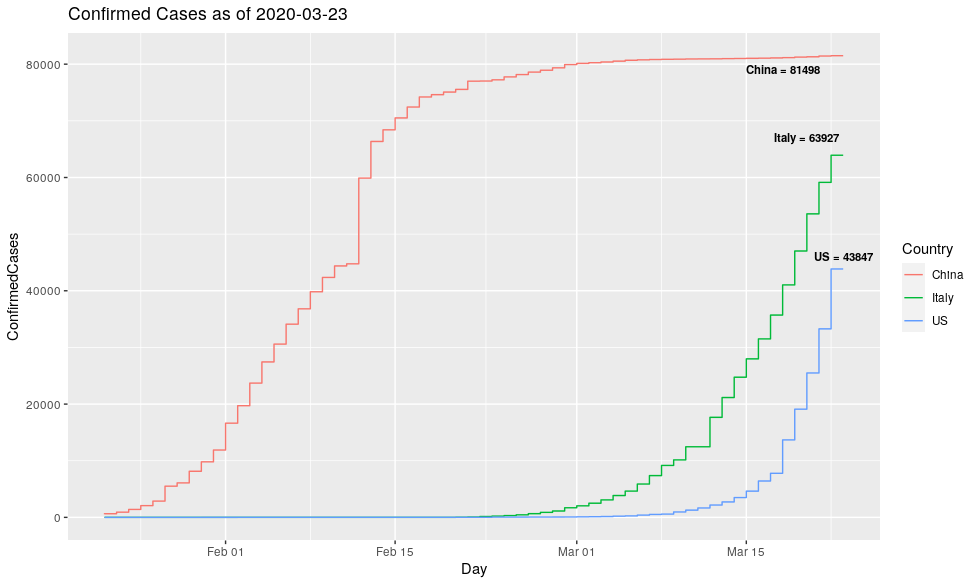 Confirmed Cases as of 2020-03-23
ConfirmedCases
80000
60000
40000
20000
0
China = 81498
Italy = 63927
US = 43847
Feb 01
Feb 15
Mar 01
Mar 15
Day
Country
China
Italy
US